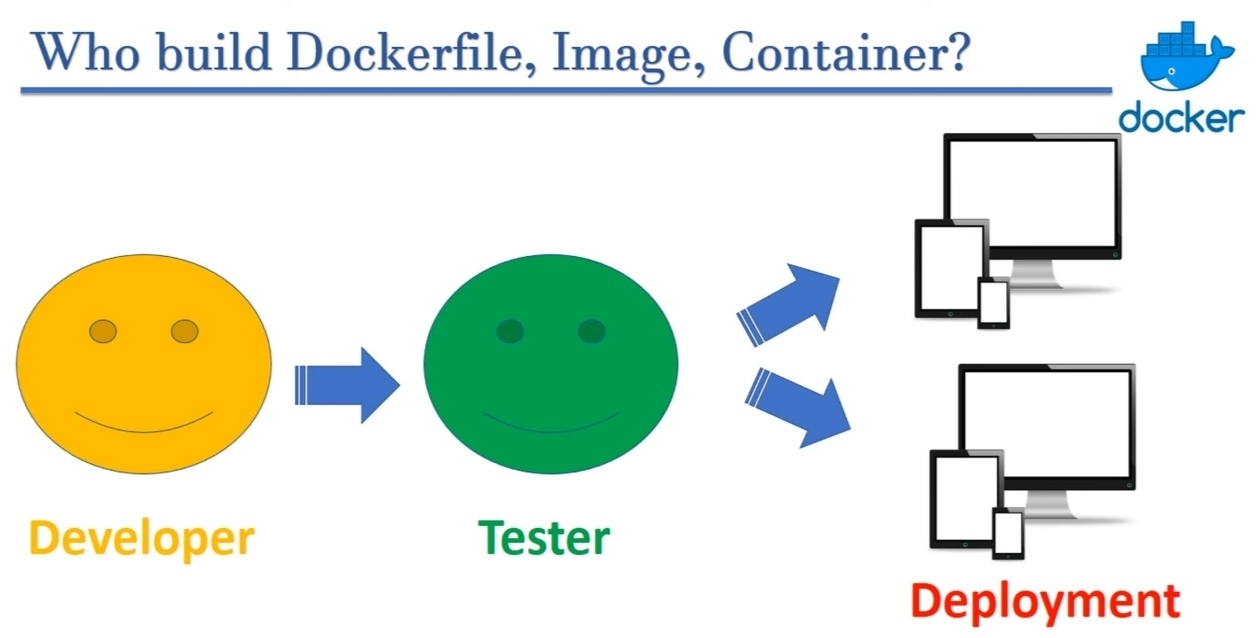 Who build Dockerfile, Image, Container?
docker
Developer
Tester
Deployment